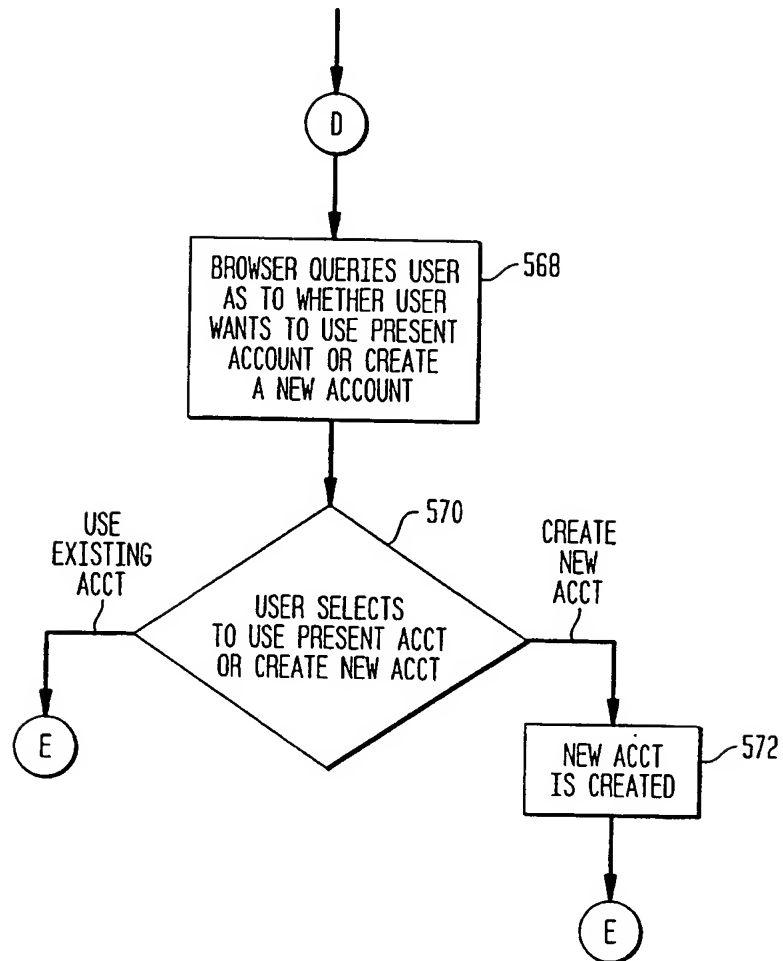 D
BROWSER QUERIES USER
AS TO WHETHER USER
WANTS TO USE PRESENT
ACCOUNT OR CREATE
A NEW ACCOUNT
568
570
USE
EXISTING
ACCT
CREATE
NEW
ACCT
USER SELECTS
TO USE PRESENT ACCT
OR CREATE NEW ACCT
E
NEW ACCT
IS CREATED
572
E